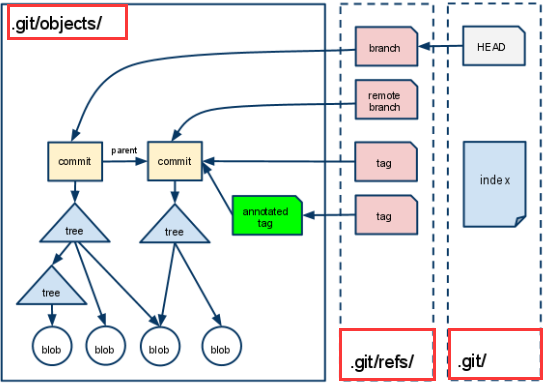 .git/objects/
branch
HEAD
remote
branch
parent
commit
commit
tag
index
annotated
tag
tag
tree
tree
tree
blob
blob
blob
blob
.git/refs/
.git/